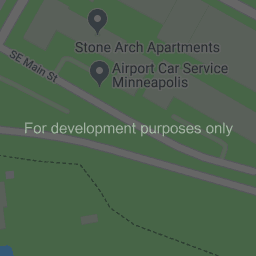 Stone Arch Apartments
SE Main St
Airport Car Service
Minneapolis
For development purposes only